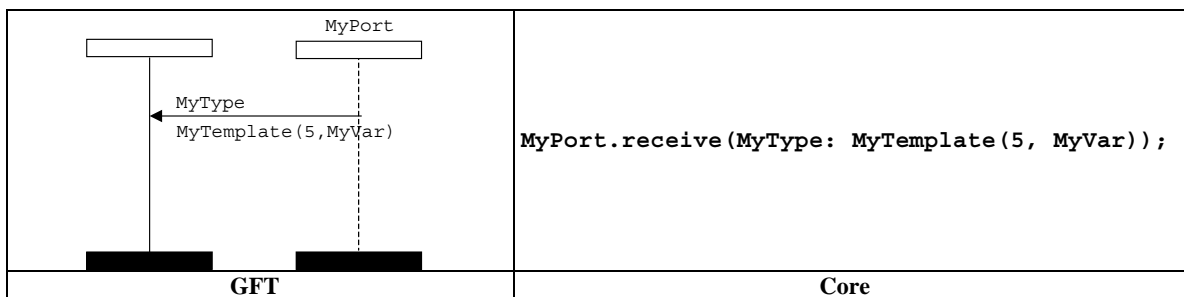 MyPort
MyType
MyTemplate(5,MyVar)
MyPort.receive(MyType: MyTemplate(5, MyVar));
GFT
Core